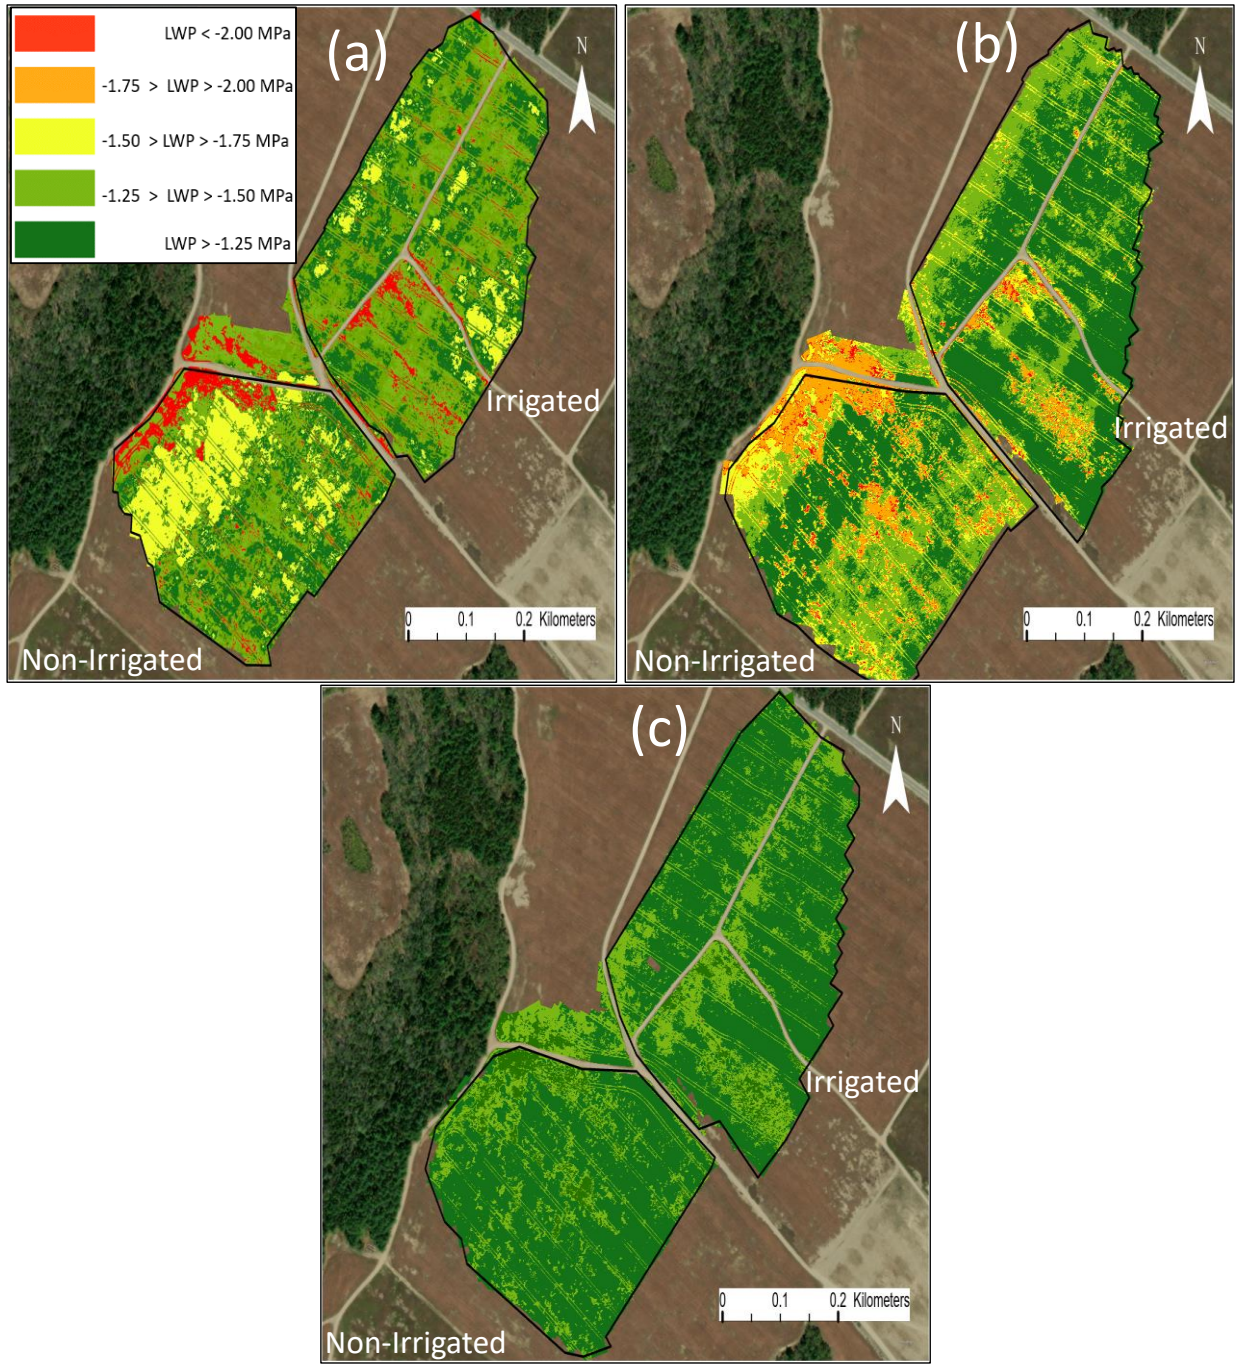 LWP < -2.00 MPa
-1.75 > LWP > -2.00 MPa
-1.50 > LWP > -1.75 MPa
-1.25 > LWP > -1.50 MPa
LWP > -1.25 MPa
(a)
N
Irrigated
0 0.1 0.2 Kilometers
Non-Irrigated
(b)
N
Irrigated
0 0.1 0.2 Kilometers
Non-Irrigated
(c)
N
Irrigated
0 0.1 0.2 Kilometers
Non-Irrigated